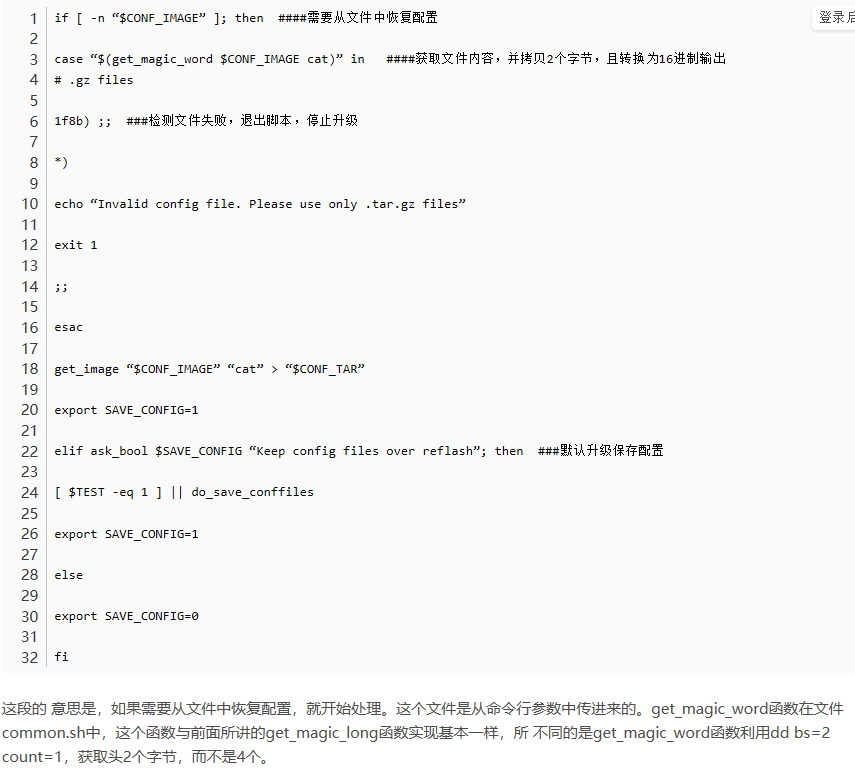 登录后
1 if [ -n “$CONF_IMAGE” ]; then ####需要从文件中恢复配置
2
3 case “$(get_magic_word $CONF_IMAGE cat)” in ####获取文件内容，并拷贝2个字节，且转换为16进制输出
4 # .gz files
5
6 1f8b) ;; ###检测文件失败，退出脚本，停止升级
7
8 *)
9
10 echo “Invalid config file. Please use only .tar.gz files”
11
12 exit 1
13
14 ;;
15
16 esac
17
18 get_image “$CONF_IMAGE” “cat” > “$CONF_TAR”
19
20 export SAVE_CONFIG=1
21
22 elif ask_bool $SAVE_CONFIG “Keep config files over reflash”; then ###默认升级保存配置
23
24 [ $TEST -eq 1 ] || do_save_conffiles
25
26 export SAVE_CONFIG=1
27
28 else
29
30 export SAVE_CONFIG=0
31
32 fi
这段的 意思是，如果需要从文件中恢复配置，就开始处理。这个文件是从命令行参数中传进来的。get_magic_word函数在文件
common.sh中，这个函数与前面所讲的get_magic_long函数实现基本一样，所 不同的是get_magic_word函数利用dd bs=2
count=1，获取头2个字节，而不是4个。